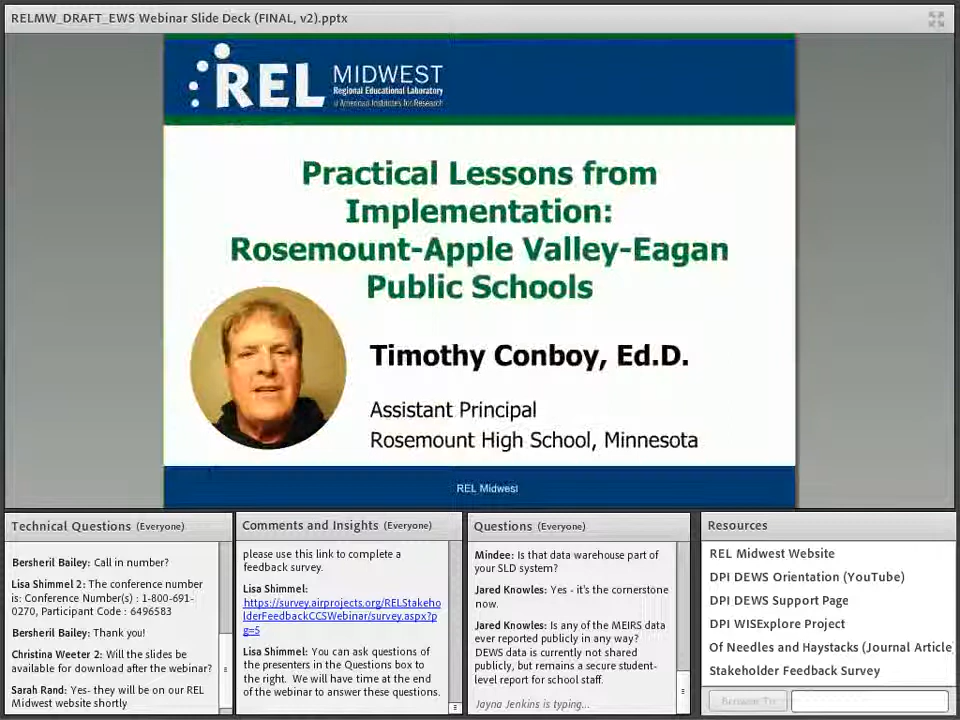 RELMW_DRAFT_EWS Webinar Slide Deck (FINAL, v2).pptx
REL MIDWEST
Regional Educational Laboratory
at American Institutes for Research
Practical Lessons from
Implementation:
Rosemount-Apple Valley-Eagan
Public Schools
Timothy Conboy, Ed.D.
Assistant Principal
Rosemount High School, Minnesota
REL Midwest
Technical Questions (Everyone)
Bersheril Bailey: Call in number?
Lisa Shimmel 2: The conference number
is: Conference Number(s) : 1-800-691-
0270, Participant Code : 6496583
Bersheril Bailey: Thank you!
Christina Weeter 2: Will the slides be
available for download after the webinar?
Sarah Rand: Yes- they will be on our REL
Midwest website shortly
Comments and Insights (Everyone)
please use this link to complete a
feedback survey.
Lisa Shimmel:
https://survey.airprojects.org/RELStakeho
lderFeedbackCCSWebinar/survey.aspx?p
g=5
Lisa Shimmel: You can ask questions of
the presenters in the Questions box to
the right. We will have time at the end
of the webinar to answer these questions.
Questions (Everyone)
Mindee: Is that data warehouse part of
your SLD system?
Jared Knowles: Yes - it's the cornerstone
now.
Jared Knowles: Is any of the MEIRS data
ever reported publicly in any way?
DEWS data is currently not shared
publicly, but remains a secure student-
level report for school staff.
Jayna Jenkins is typing...
Resources
REL Midwest Website
DPI DEWS Orientation (YouTube)
DPI DEWS Support Page
DPI WISExplore Project
Of Needles and Haystacks (Journal Article
Stakeholder Feedback Survey
Browse To